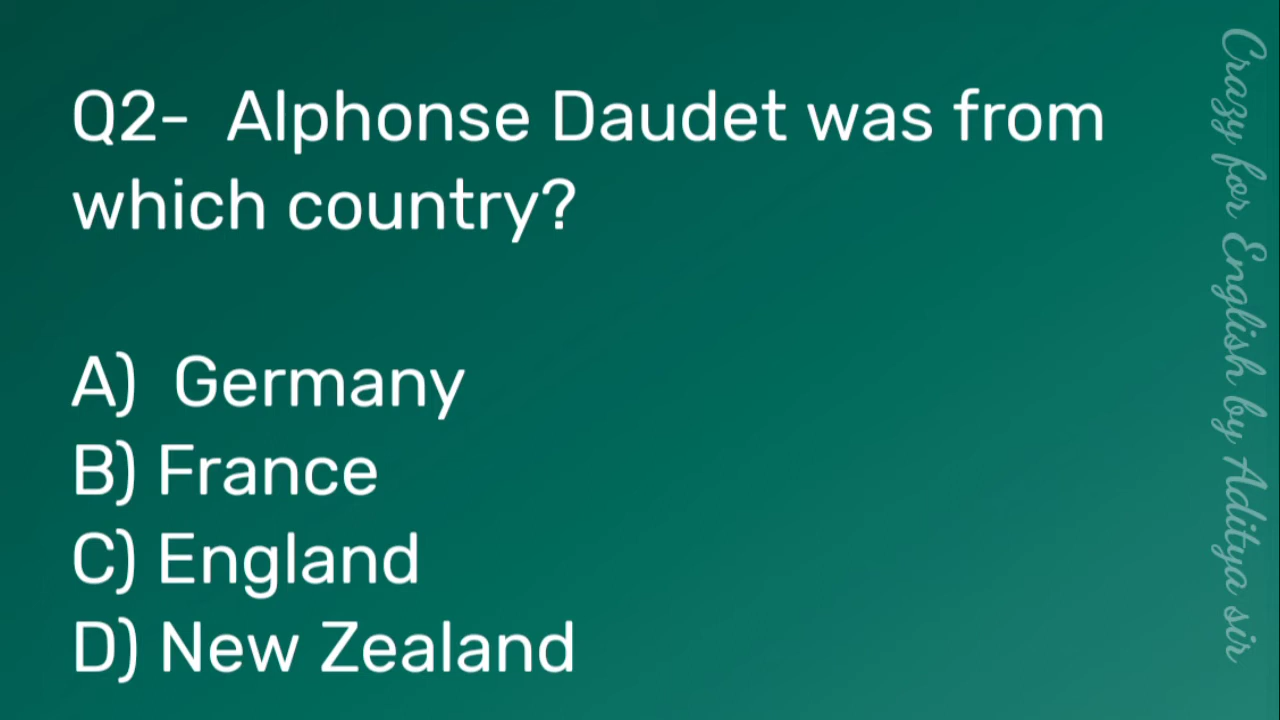 Q2-  Alphonse Daudet was from
which country?
A)  Germany
B) France
C) England
D) New Zealand
Crazy for English by Aditya sir